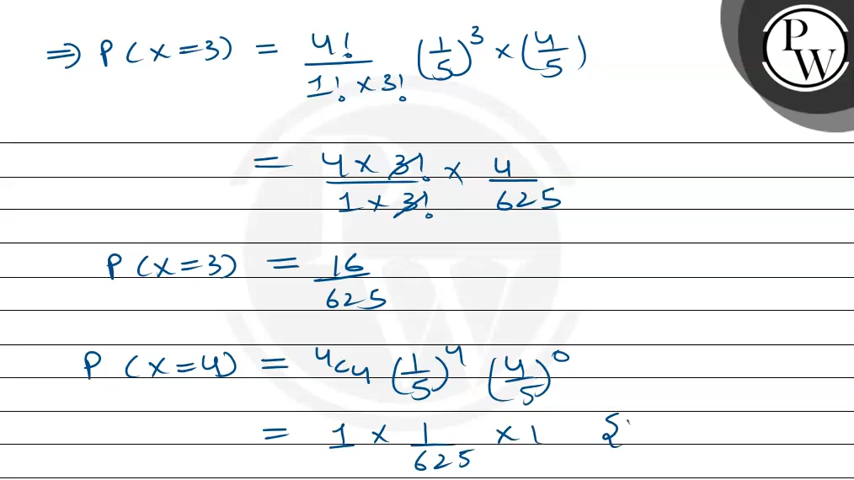 PW
⇒ P(x=3) = 4!/(1! × 3!) (1/5)³ × (4/5)
= (4 × 3!)/(1 × 3!) × 4/625
P(x=3) = 16/625
P(x=4) = ⁴C₄ (1/5)⁴ (4/5)⁰
= 1 × 1/625 × 1 {